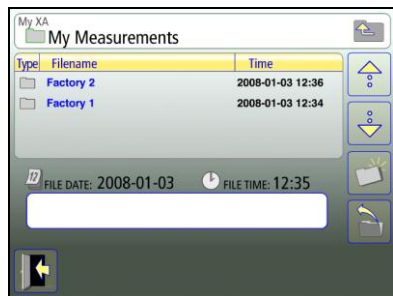 My XA
My Measurements
Type Filename Time
Factory 2 2008-01-03 12:36
Factory 1 2008-01-03 12:34
12 FILE DATE: 2008-01-03 FILE TIME: 12:35